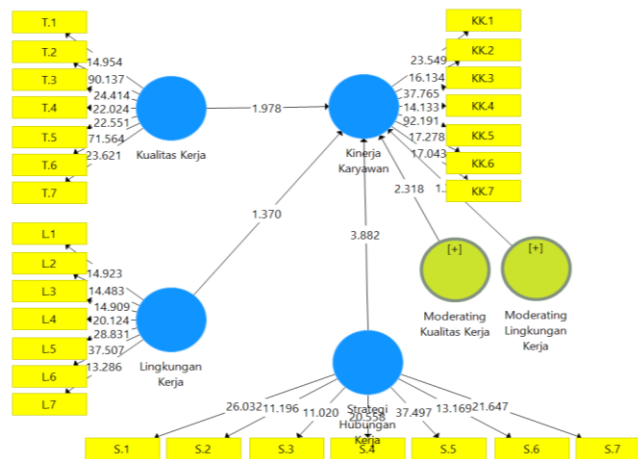 T.1
T.2
T.3
T.4
T.5
T.6
T.7
14.954
90.137
24.414
22.024
22.551
71.564
23.621
Kualitas Kerja
1.978
KK.1
KK.2
KK.3
KK.4
KK.5
KK.6
KK.7
23.549
16.134
37.765
14.133
92.191
17.278
17.043
Kinerja
Karyawan
1.370
3.882
2.318
L.1
L.2
L.3
L.4
L.5
L.6
L.7
14.923
14.483
14.909
20.124
28.831
37.507
13.286
Lingkungan
Kerja
[+]
Moderating
Kualitas Kerja
[+]
Moderating
Lingkungan
Kerja
Strategi
Hubungan
Kerja
26.032
11.196
11.020
20.558
37.497
13.169
21.647
S.1
S.2
S.3
S.4
S.5
S.6
S.7